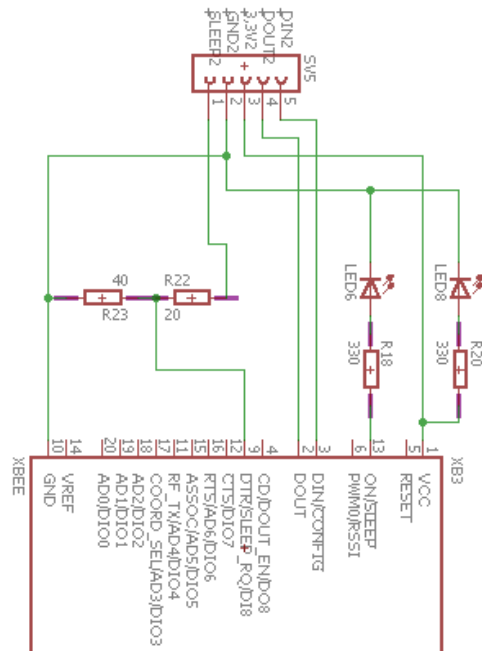 SLEEP2
GND2
3,3V2
DOUT2
DIN2
SV5
1
2
3
4
5
LED6
LED8
40
R22
R23
20
R18
330
R20
330
10
14
20
19
18
17
11
15
16
12
9
4
2
3
13
6
5
1
XBEE
XB3
GND
VREF
AD0/DIO0
AD1/DIO1
AD2/DIO2
COORD_SEL/AD3/DIO3
RF_TX/AD4/DIO4
ASSOC/AD5/DIO5
RTS/AD6/DIO6
CTS/DIO7
DTR/SLEEP_RQ/DI8
CD/DOUT_EN/DO8
DOUT
DIN/CONFIG
ON/SLEEP
PWM0/RSSI
RESET
VCC